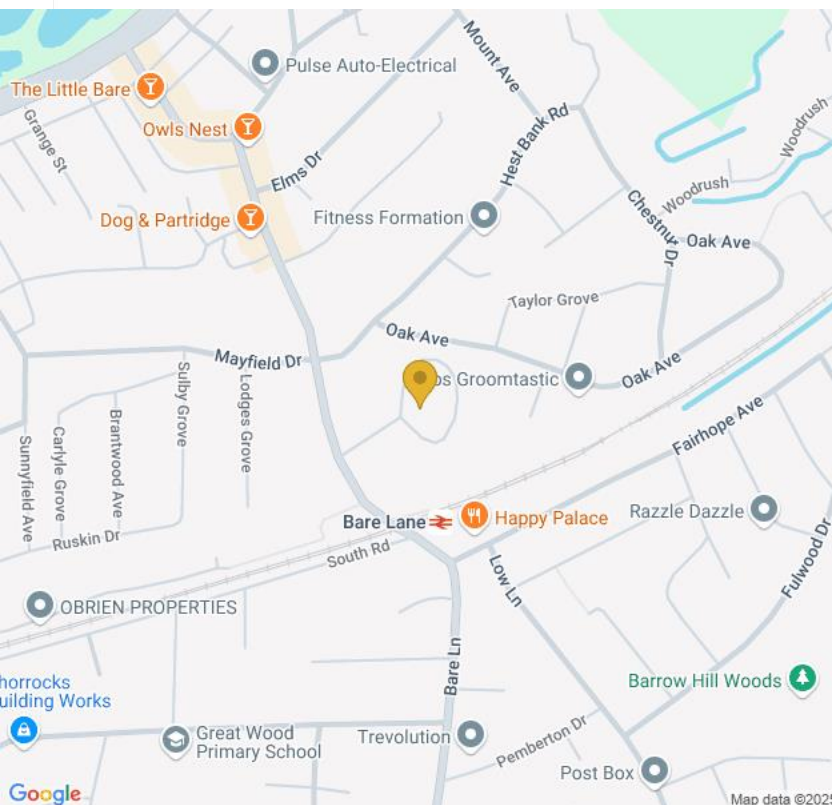 Pulse Auto-Electrical
Mount Ave
The Little Bare
Grange St
Owls Nest
Elms Dr
Hest Bank Rd
Woodrush
Woodrush
Dog & Partridge
Fitness Formation
Chestnut Dr
Oak Ave
Taylor Grove
Oak Ave
Mayfield Dr
Sulby Grove
Lodges Grove
os Groomtastic
Oak Ave
Sunnyfield Ave
Carlyle Grove
Brantwood Ave
Fairhope Ave
Bare Lane
Happy Palace
Razzle Dazzle
Ruskin Dr
South Rd
Low Ln
Fulwood Dr
OBRIEN PROPERTIES
Bare Ln
horrocks
uilding Works
Barrow Hill Woods
Great Wood
Primary School
Trevolution
Pemberton Dr
Post Box
Google
Map data ©2025